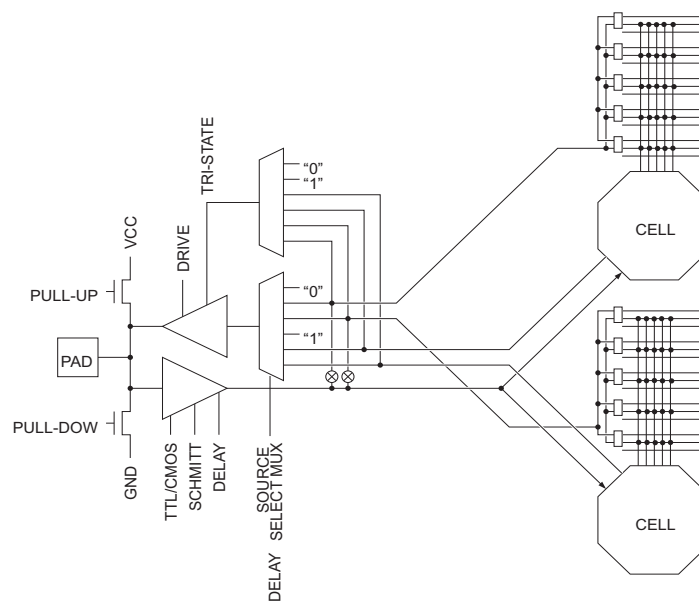 TRI-STATE
"0"
"1"
VCC
DRIVE
CELL
PULL-UP
"0"
"1"
PAD
PULL-DOW
GND
TTL/CMOS
SCHMITT
DELAY
SOURCE
DELAY SELECT MUX
CELL